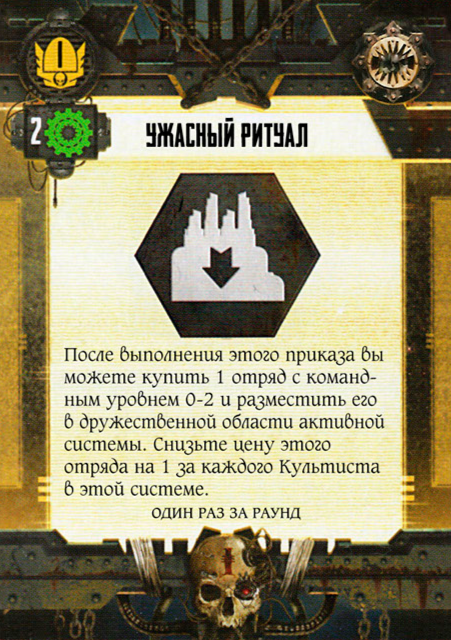 2
УЖАСНЫЙ РИТУАЛ
После выполнения этого приказа вы
можете купить 1 отряд с команд-
ным уровнем 0-2 и разместить его
в дружественной области активной
системы. Снизьте цену этого
отряда на 1 за каждого Культиста
в этой системе.
ОДИН РАЗ ЗА РАУНД